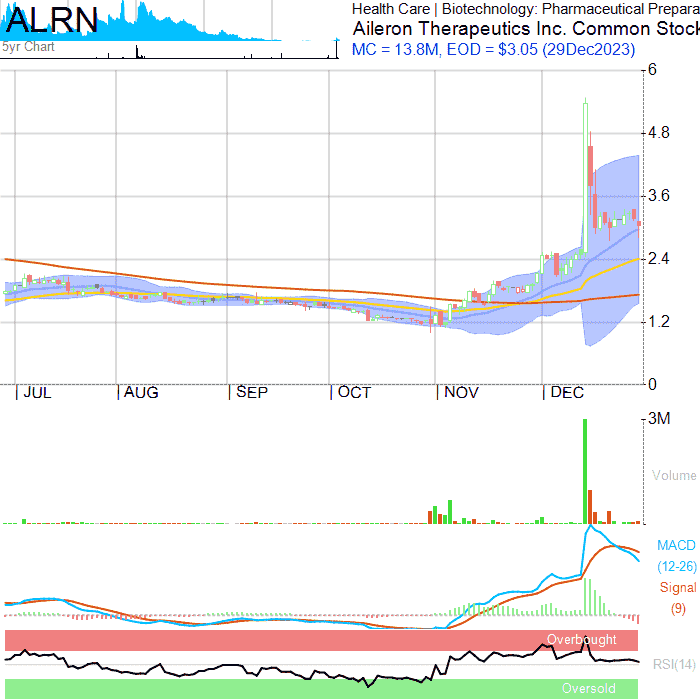 ALRN
5yr Chart
Health Care | Biotechnology: Pharmaceutical Prepara
Aileron Therapeutics Inc. Common Stock
MC = 13.8M, EOD = $3.05 (29Dec2023)
6
4.8
3.6
2.4
1.2
0
| JUL | AUG | SEP | OCT | NOV | DEC
3M
Volume
MACD
(12-26)
Signal
(9)
Overbought
RSI(14)
Oversold